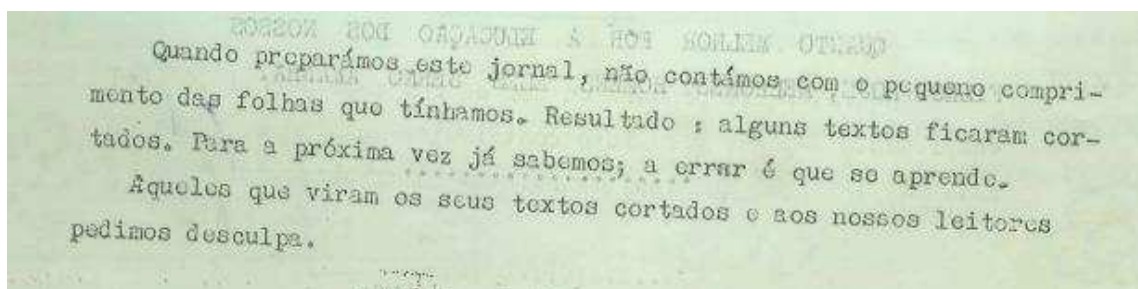 Quando preparámos este jornal, não contámos com o pequeno compri-
mento das folhas que tínhamos. Resultado : alguns textos ficaram cor-
tados. Para a próxima vez já sabemos; a errar é que se aprende.
Aqueles que viram os seus textos cortados e aos nossos leitores
pedimos desculpa.